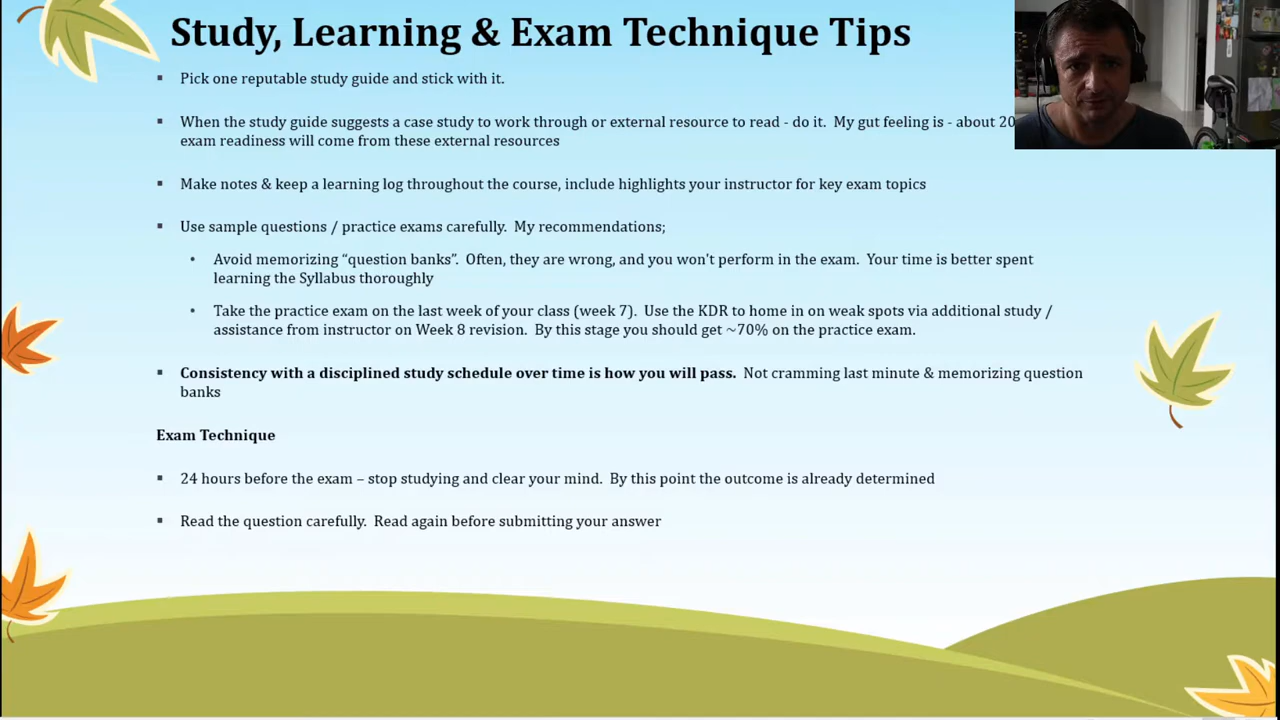 Study, Learning & Exam Technique Tips
▪ Pick one reputable study guide and stick with it.
▪ When the study guide suggests a case study to work through or external resource to read - do it. My gut feeling is - about 20
exam readiness will come from these external resources
▪ Make notes & keep a learning log throughout the course, include highlights your instructor for key exam topics
▪ Use sample questions / practice exams carefully. My recommendations;
• Avoid memorizing “question banks”. Often, they are wrong, and you won’t perform in the exam. Your time is better spent
learning the Syllabus thoroughly
• Take the practice exam on the last week of your class (week 7). Use the KDR to home in on weak spots via additional study /
assistance from instructor on Week 8 revision. By this stage you should get ~70% on the practice exam.
▪ Consistency with a disciplined study schedule over time is how you will pass. Not cramming last minute & memorizing question
banks
Exam Technique
▪ 24 hours before the exam – stop studying and clear your mind. By this point the outcome is already determined
▪ Read the question carefully. Read again before submitting your answer